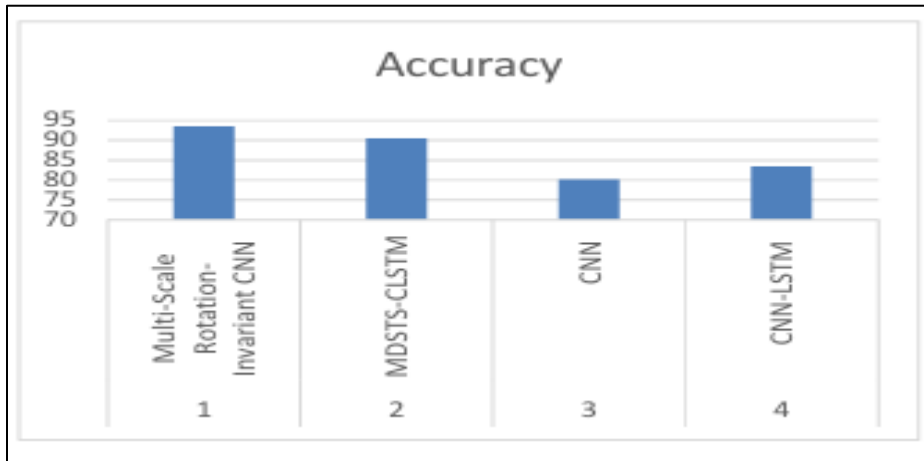 Accuracy
95
90
85
80
75
70
Multi-Scale
Rotation-
Invariant CNN
MDSTS-CLSTM
CNN
CNN-LSTM
1
2
3
4